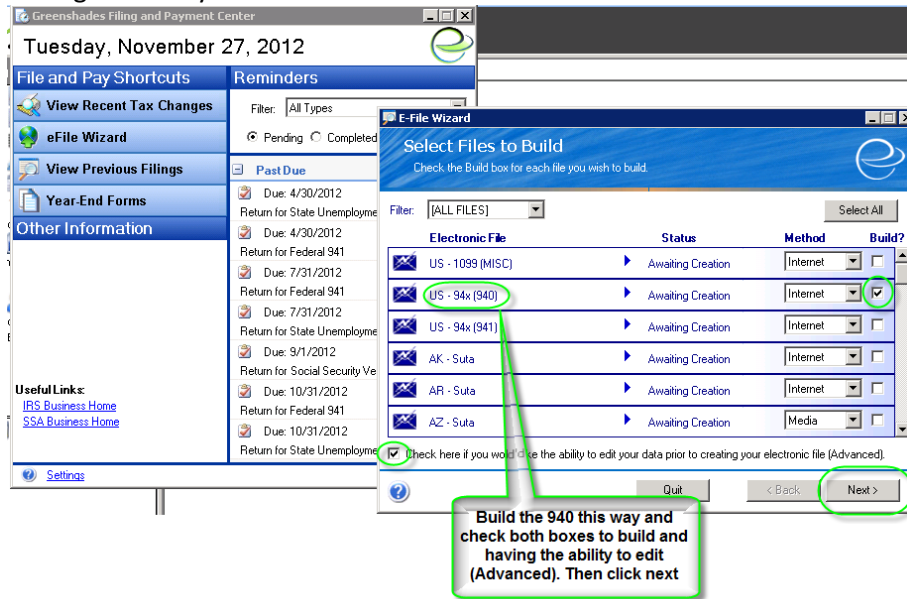 Greenshades Filing and Payment Center
Tuesday, November 27, 2012
File and Pay Shortcuts
View Recent Tax Changes
eFile Wizard
View Previous Filings
Year-End Forms
Other Information
Useful Links:
IRS Business Home
SSA Business Home
Settings
Reminders
Filter: All Types
Pending Completed
Past Due
Due: 4/30/2012
Return for State Unemployme
Due: 4/30/2012
Return for Federal 941
Due: 7/31/2012
Return for Federal 941
Due: 7/31/2012
Return for State Unemployme
Due: 9/1/2012
Return for Social Security Ve
Due: 10/31/2012
Return for Federal 941
Due: 10/31/2012
Return for State Unemployme
E-File Wizard
Select Files to Build
Check the Build box for each file you wish to build.
Filter: [ALL FILES] Select All
Electronic File Status Method Build?
US - 1099 (MISC) Awaiting Creation Internet
US - 94x (940) Awaiting Creation Internet
US - 94x (941) Awaiting Creation Internet
AK - Suta Awaiting Creation Internet
AR - Suta Awaiting Creation Internet
AZ - Suta Awaiting Creation Media
Check here if you would like the ability to edit your data prior to creating your electronic file (Advanced).
Quit < Back Next >
Build the 940 this way and
check both boxes to build and
having the ability to edit
(Advanced). Then click next